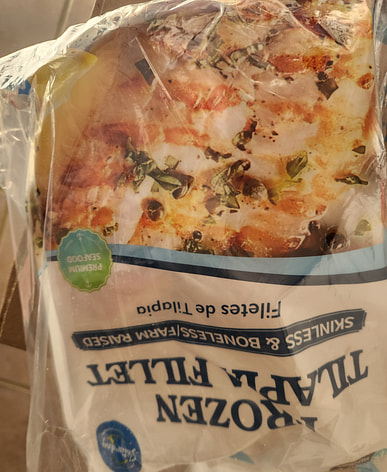 FROZEN
TILAPIA FILLET
SKINLESS & BONELESS/FARM RAISED
Filetes de Tilapia
PREMIUM
SEAFOOD